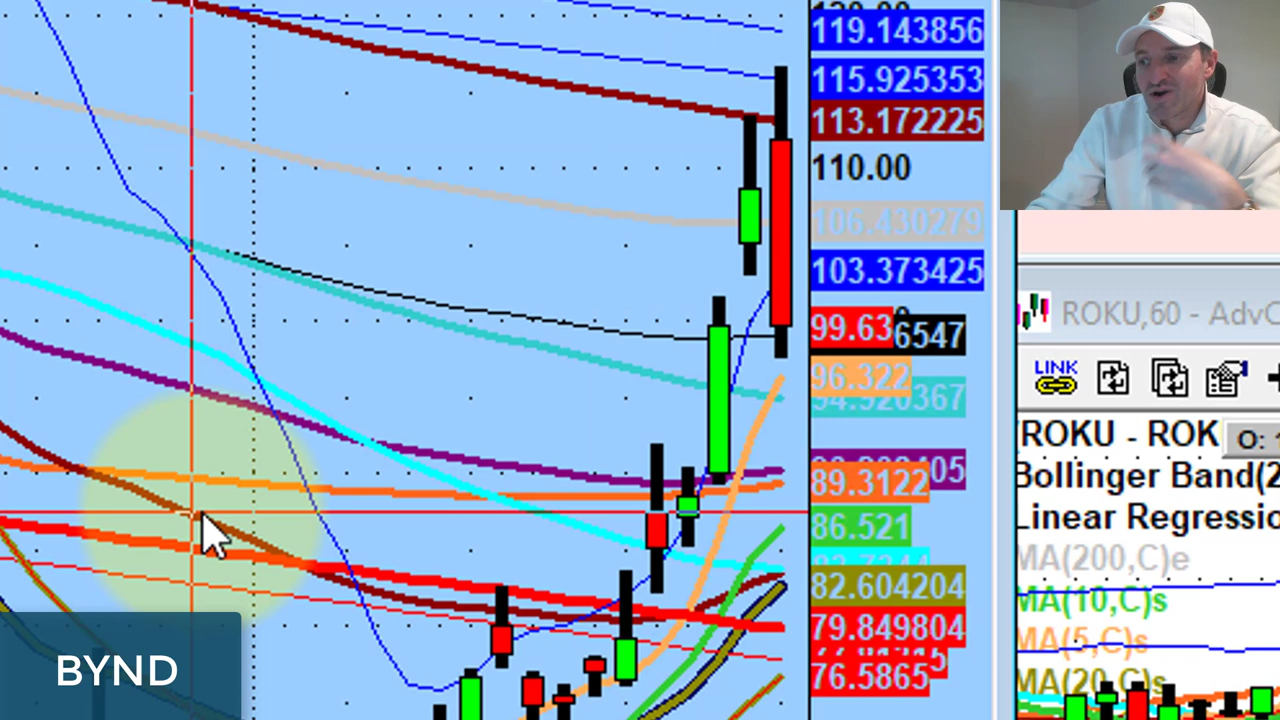 119.143856
115.925353
113.172225
110.00
106.430279
103.373425
99.63
6547
96.322
89.3122
86.521
82.604204
79.849804
76.5865
BYND
ROKU,60 - AdvC
LINK
ROKU - ROK
O:
Bollinger Band(2
Linear Regressio
MA(200,C)e
MA(10,C)s
MA(5,C)s
MA(20,C)s